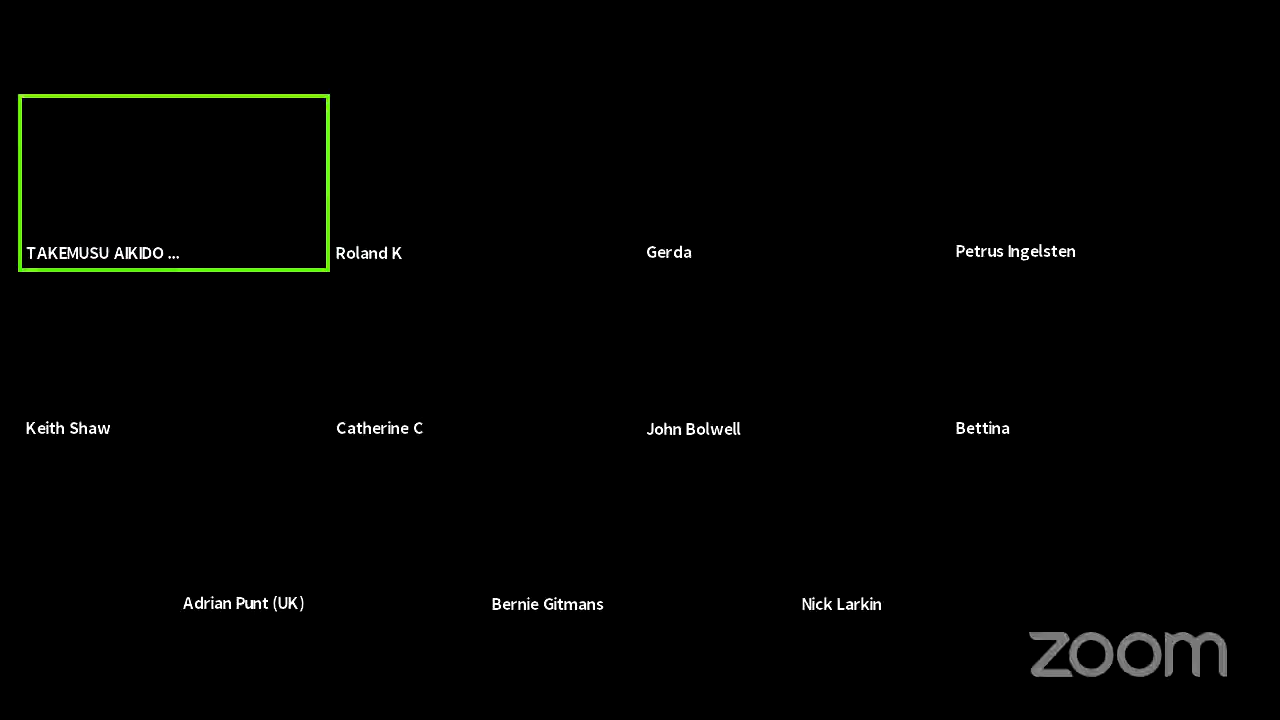 TAKEMUSU AIKIDO ...
Roland K
Gerda
Petrus Ingelsten
Keith Shaw
Catherine C
John Bolwell
Bettina
Adrian Punt (UK)
Bernie Gitmans
Nick Larkin
zoom